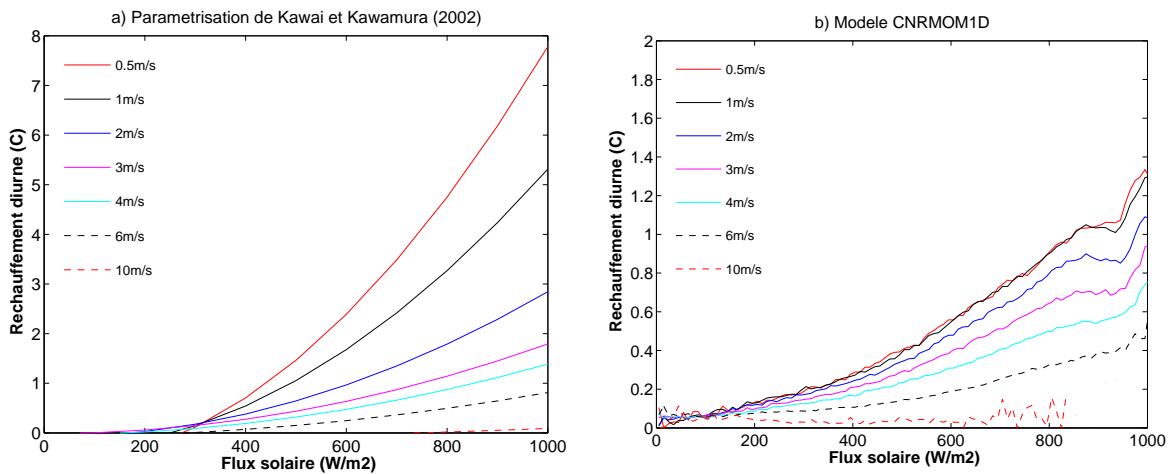 a) Parametrisation de Kawai et Kawamura (2002)
Rechauffement diurne (C)
8
7
6
5
4
3
2
1
0
0.5m/s
1m/s
2m/s
3m/s
4m/s
6m/s
10m/s
0 200 400 600 800 1000
Flux solaire (W/m2)
b) Modele CNRMOM1D
Rechauffement diurne (C)
2
1.8
1.6
1.4
1.2
1
0.8
0.6
0.4
0.2
0
0.5m/s
1m/s
2m/s
3m/s
4m/s
6m/s
10m/s
0 200 400 600 800 1000
Flux solaire (W/m2)